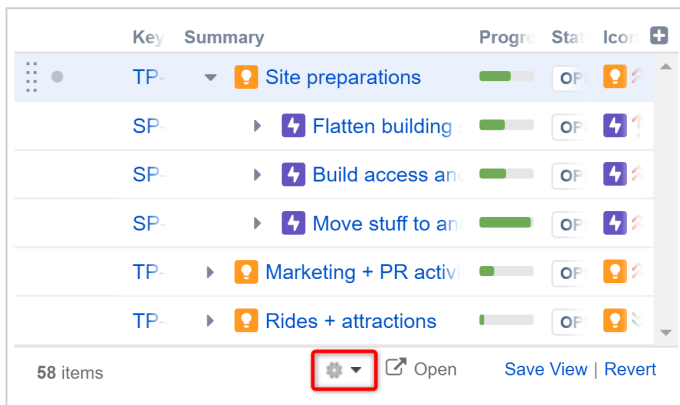 Key Summary Progre Stat Icon
TP- Site preparations OP
SP- Flatten building OP
SP- Build access and OP
SP- Move stuff to an OP
TP- Marketing + PR activi OP
TP- Rides + attractions OP
58 items Open Save View | Revert